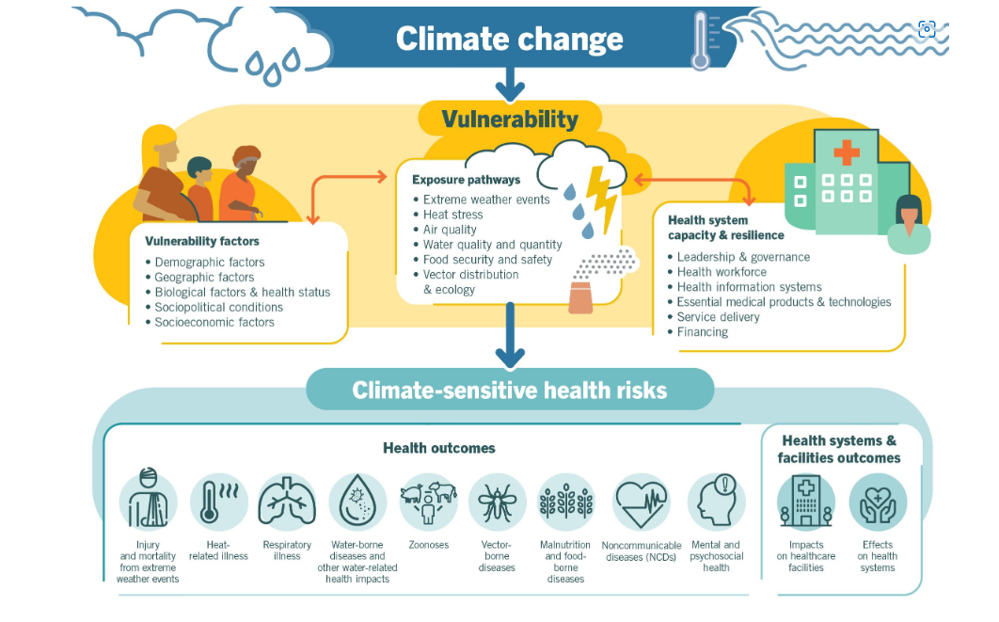 Climate change
Vulnerability
Vulnerability factors
• Demographic factors
• Geographic factors
• Biological factors & health status
• Sociopolitical conditions
• Socioeconomic factors
Exposure pathways
• Extreme weather events
• Heat stress
• Air quality
• Water quality and quantity
• Food security and safety
• Vector distribution
& ecology
Health system
capacity & resilience
• Leadership & governance
• Health workforce
• Health information systems
• Essential medical products & technologies
• Service delivery
• Financing
Climate-sensitive health risks
Health outcomes
Injury
and mortality
from extreme
weather events
Heat-
related illness
Respiratory
illness
Water-borne
diseases and
other water-related
health impacts
Zoonoses
Vector-
borne
diseases
Malnutrition
and food-
borne
diseases
Noncommunicable
diseases (NCDs)
Mental and
psychosocial
health
Health systems &
facilities outcomes
Impacts
on healthcare
facilities
Effects
on health
systems